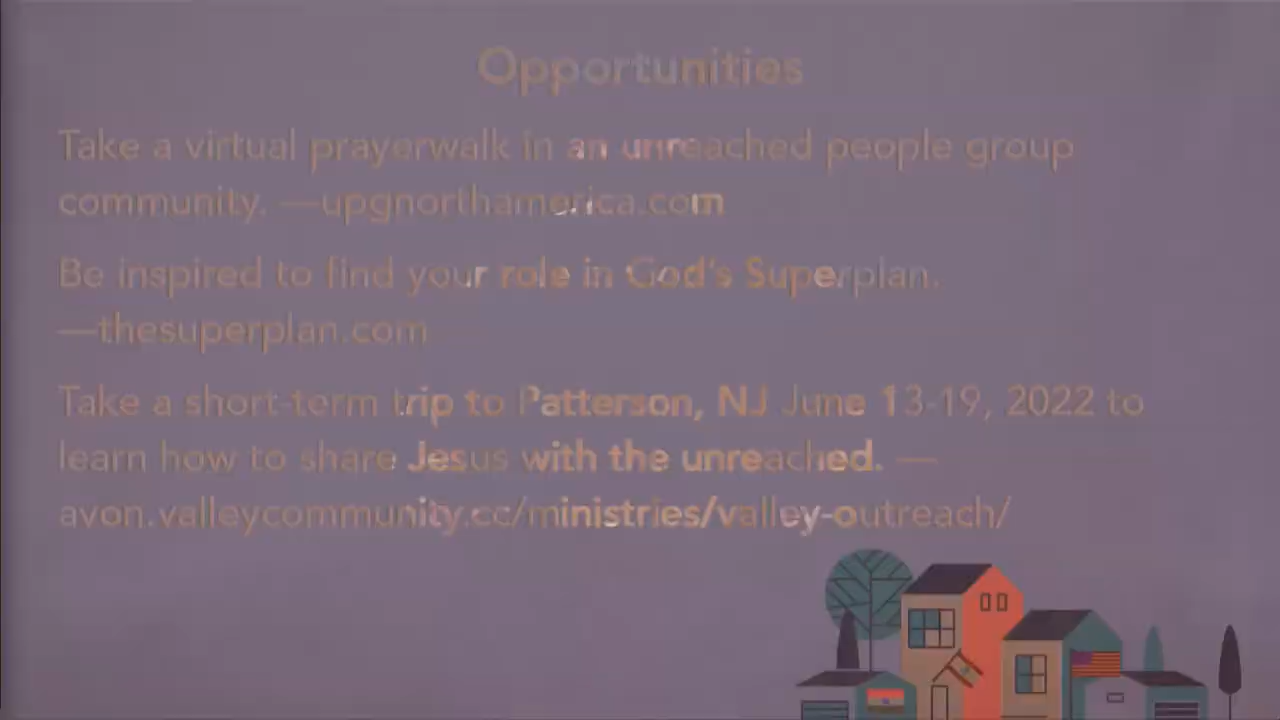 Opportunities
Take a virtual prayerwalk in an unreached people group
community. —upgnorthamerica.com
Be inspired to find your role in God's Superplan.
—thesuperplan.com
Take a short-term trip to Patterson, NJ June 13-19, 2022 to
learn how to share Jesus with the unreached. —
avon.valleycommunity.cc/ministries/valley-outreach/